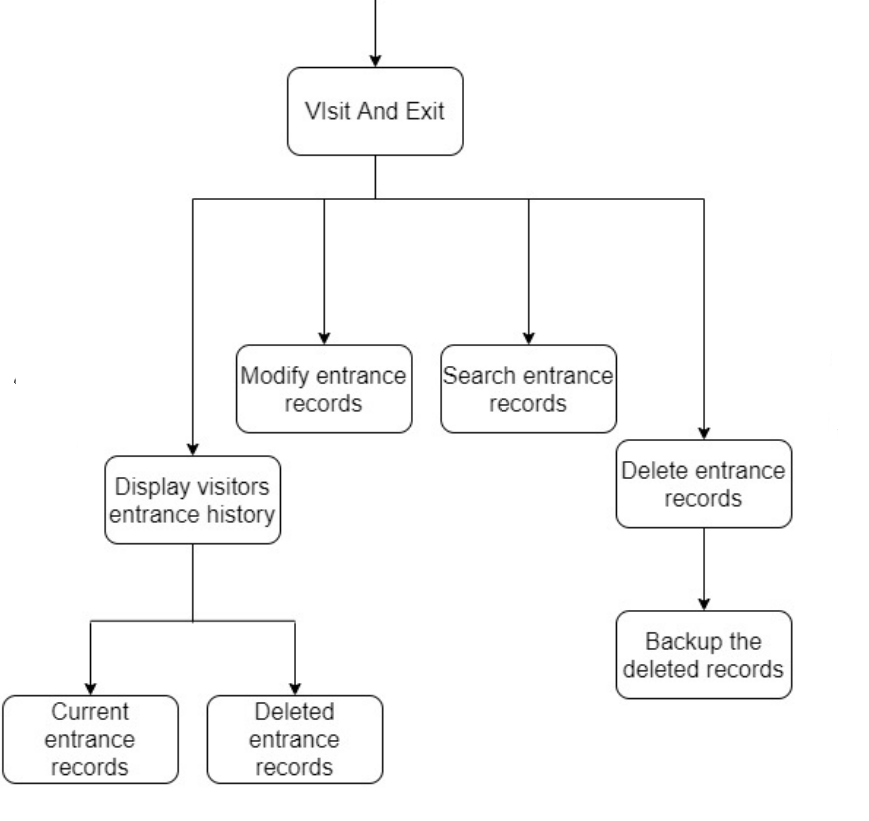 VIsit And Exit
Modify entrance
records
Search entrance
records
Delete entrance
records
Display visitors
entrance history
Backup the
deleted records
Current
entrance
records
Deleted
entrance
records